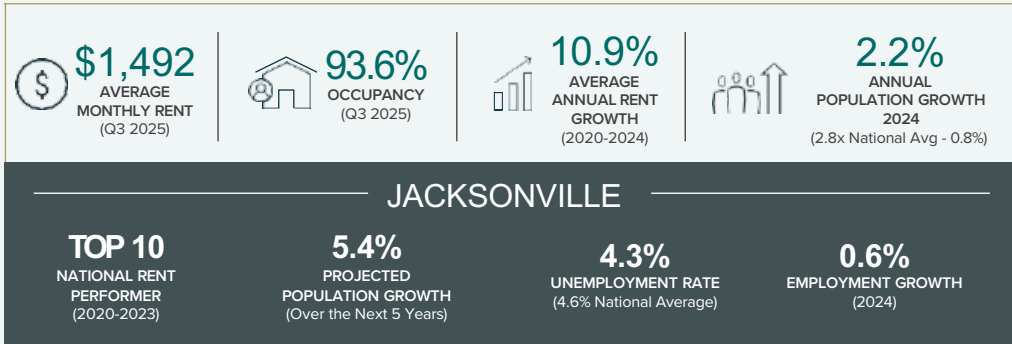 $
$1,492
AVERAGE
MONTHLY RENT
(Q3 2025)
93.6%
OCCUPANCY
(Q3 2025)
10.9%
AVERAGE
ANNUAL RENT
GROWTH
(2020-2024)
2.2%
ANNUAL
POPULATION GROWTH
2024
(2.8x National Avg - 0.8%)
JACKSONVILLE
TOP 10
NATIONAL RENT
PERFORMER
(2020-2023)
5.4%
PROJECTED
POPULATION GROWTH
(Over the Next 5 Years)
4.3%
UNEMPLOYMENT RATE
(4.6% National Average)
0.6%
EMPLOYMENT GROWTH
(2024)